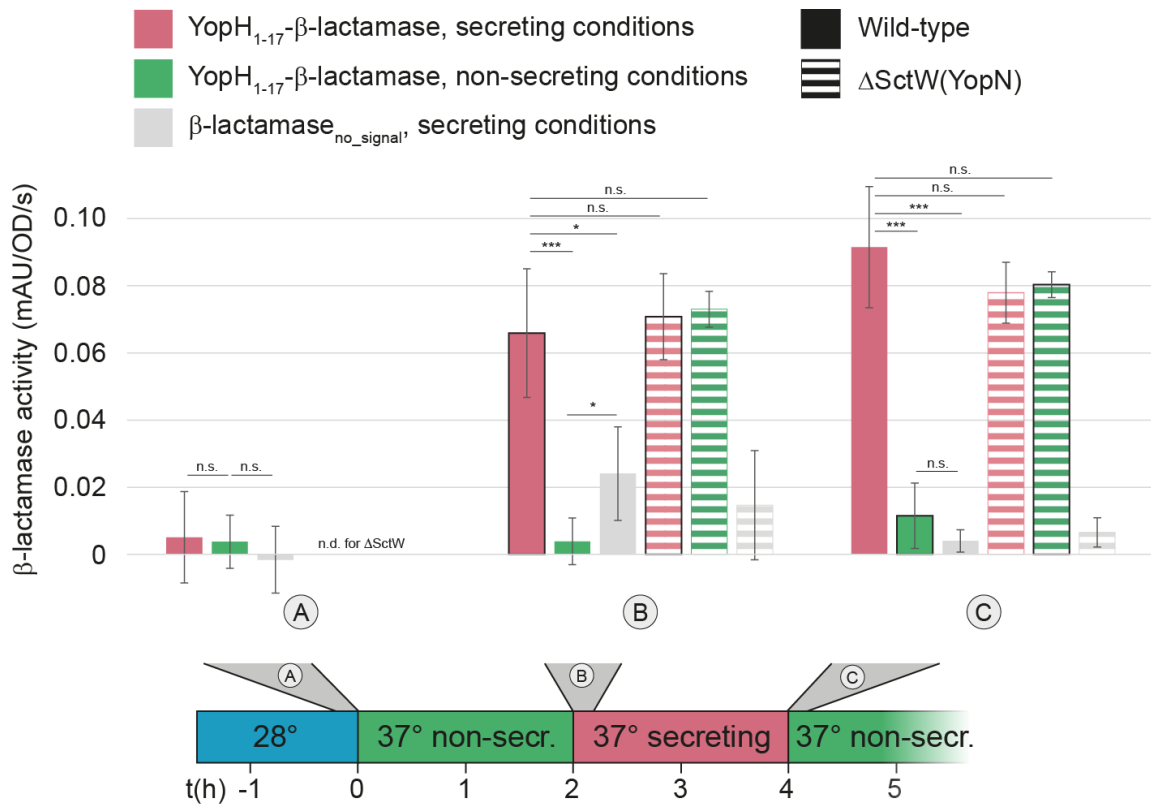 YopH1-17-β-lactamase, secreting conditions
Wild-type
YopH1-17-β-lactamase, non-secreting conditions
ΔSctW(YopN)
β-lactamaseno_signal, secreting conditions
β-lactamase activity (mAU/OD/s)
0.10
0.08
0.06
0.04
0.02
0
n.s.
n.s.
n.d. for ΔSctW
n.s.
n.s.
*
***
*
n.s.
n.s.
***
***
n.s.
A
B
C
A
B
C
28°
37° non-secr.
37° secreting
37° non-secr.
t(h)
-1
0
1
2
3
4
5